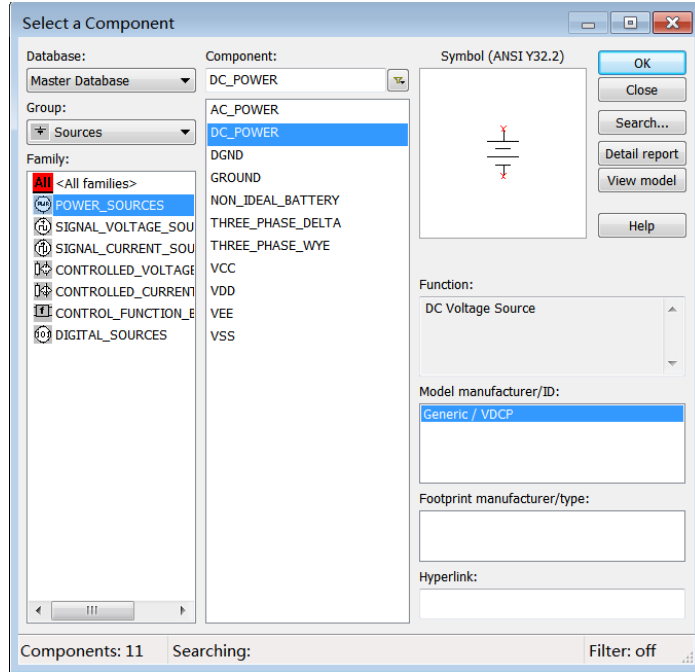 Select a Component
Database:
Master Database
Group:
Sources
Family:
All <All families>
POWER_SOURCES
SIGNAL_VOLTAGE_SOU
SIGNAL_CURRENT_SOU
CONTROLLED_VOLTAGE
CONTROLLED_CURRENT
CONTROL_FUNCTION_B
DIGITAL_SOURCES
Component:
DC_POWER
AC_POWER
DC_POWER
DGND
GROUND
NON_IDEAL_BATTERY
THREE_PHASE_DELTA
THREE_PHASE_WYE
VCC
VDD
VEE
VSS
Symbol (ANSI Y32.2)
OK
Close
Search...
Detail report
View model
Help
Function:
DC Voltage Source
Model manufacturer/ID:
Generic / VDCP
Footprint manufacturer/type:
Hyperlink:
Components: 11
Searching:
Filter: off